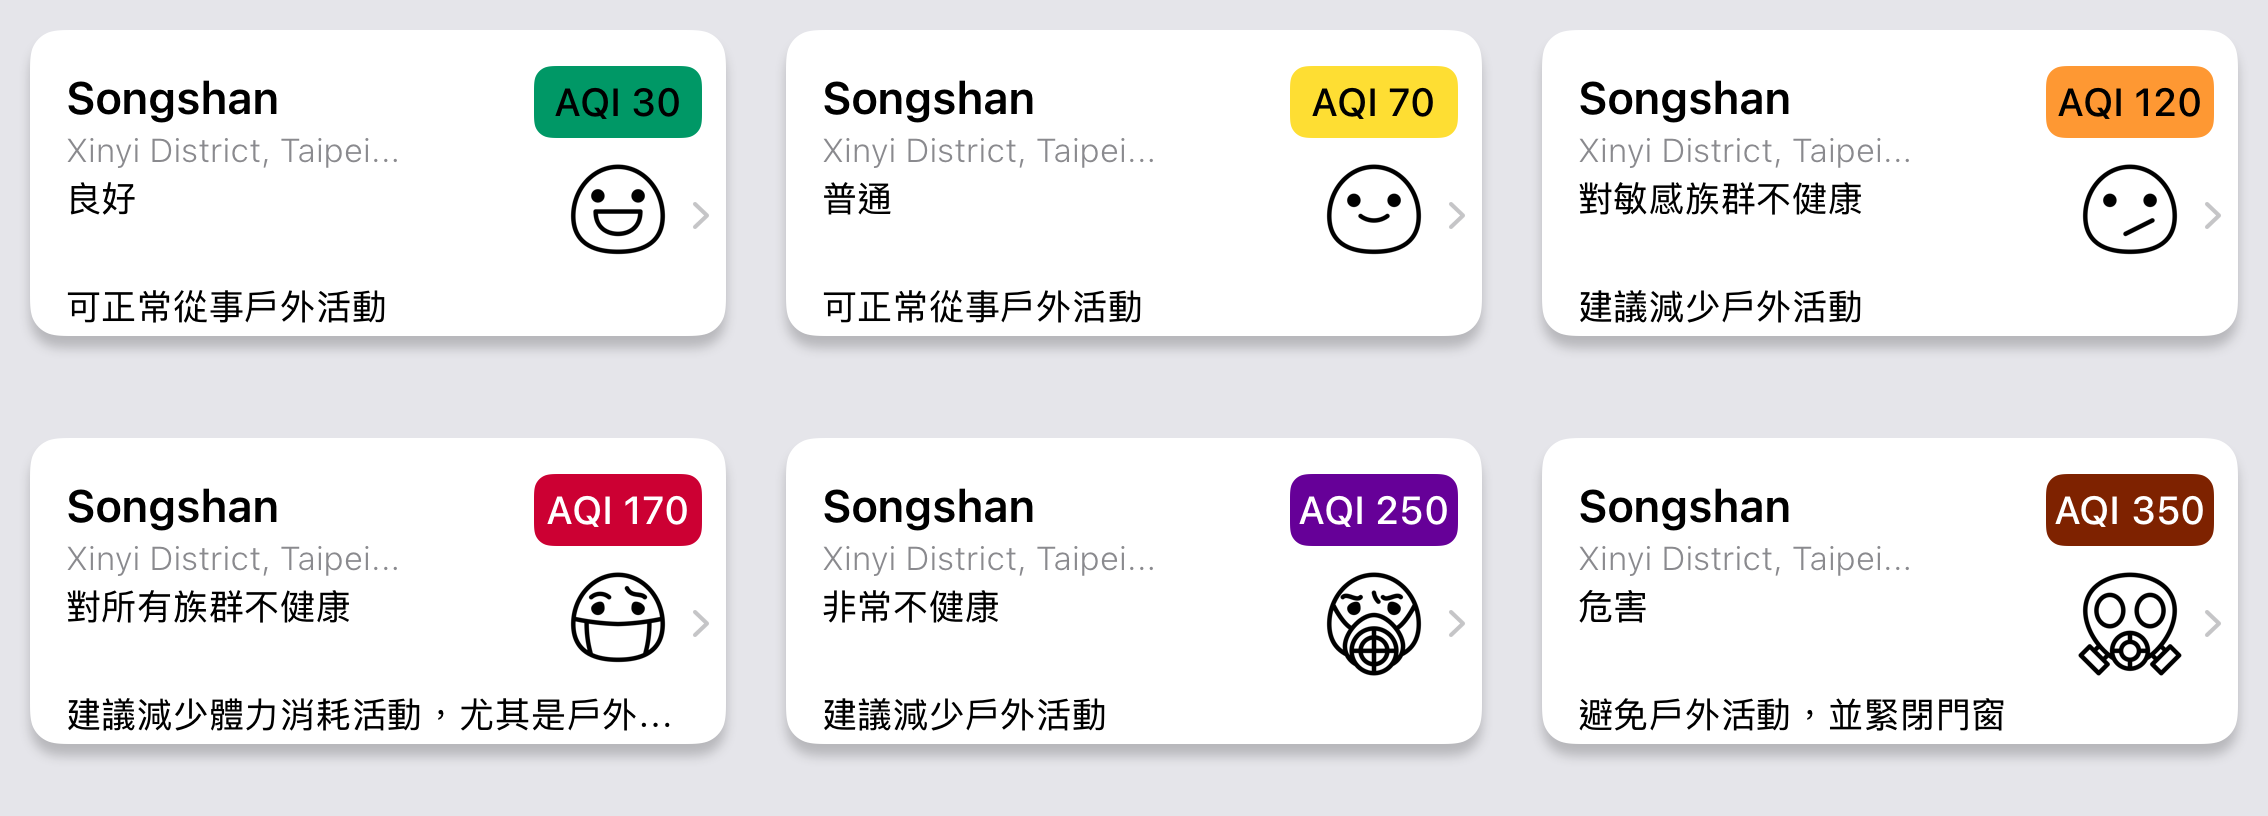 Songshan
AQI 30
Xinyi District, Taipei...
良好
可正常從事戶外活動
Songshan
AQI 70
Xinyi District, Taipei...
普通
可正常從事戶外活動
Songshan
AQI 120
Xinyi District, Taipei...
對敏感族群不健康
建議減少戶外活動
Songshan
AQI 170
Xinyi District, Taipei...
對所有族群不健康
建議減少體力消耗活動，尤其是戶外...
Songshan
AQI 250
Xinyi District, Taipei...
非常不健康
建議減少戶外活動
Songshan
AQI 350
Xinyi District, Taipei...
危害
避免戶外活動，並緊閉門窗